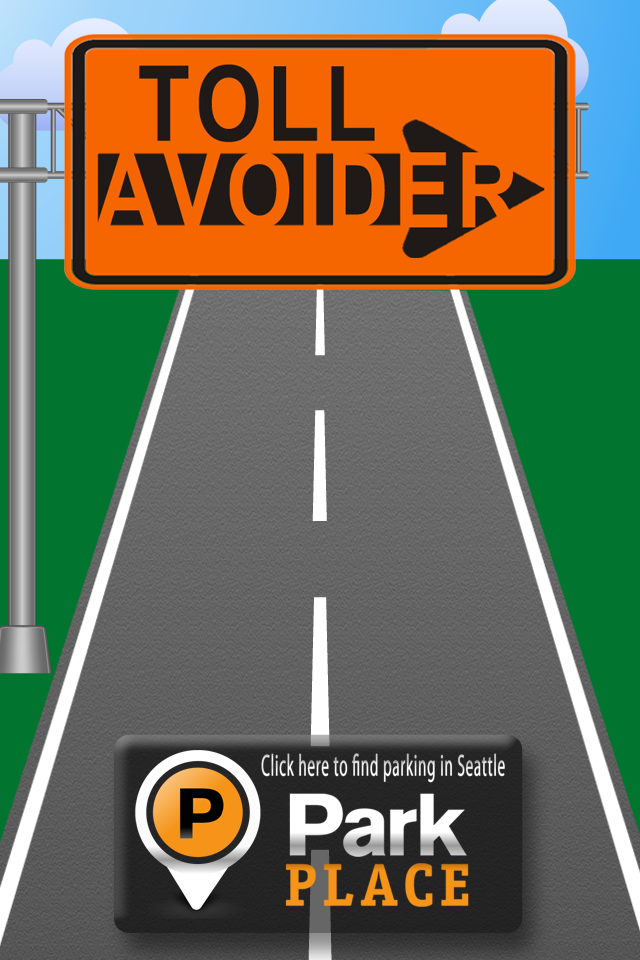 TOLL
AVOIDER
Click here to find parking in Seattle
P
Park
PLACE